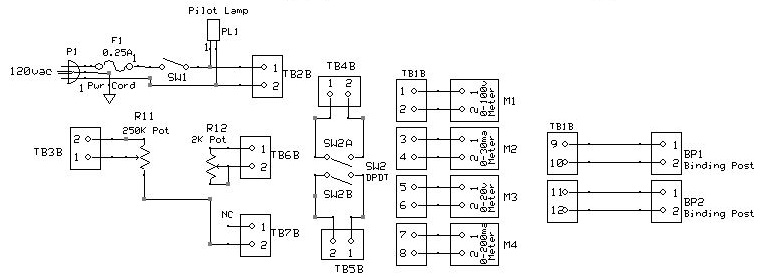 Pilot Lamp
PL1
1
P1
F1
0.25A
1
120vac
1 Pwr Cord
SW1
1
2
TB2B
R11
250K Pot
2
1
TB3B
R12
2K Pot
1
2
TB6B
NC
1
2
TB7B
TB4B
1 2
SW2A
SW2
DPDT
SW2B
2 1
TB5B
TB1B
1
2
1
2
0-100v
Meter
M1
3
4
1
2
0-30ma
Meter
M2
5
6
1
2
0-20v
Meter
M3
7
8
1
2
0-200ma
Meter
M4
TB1B
9
10
1
2
BP1
Binding Post
11
12
1
2
BP2
Binding Post